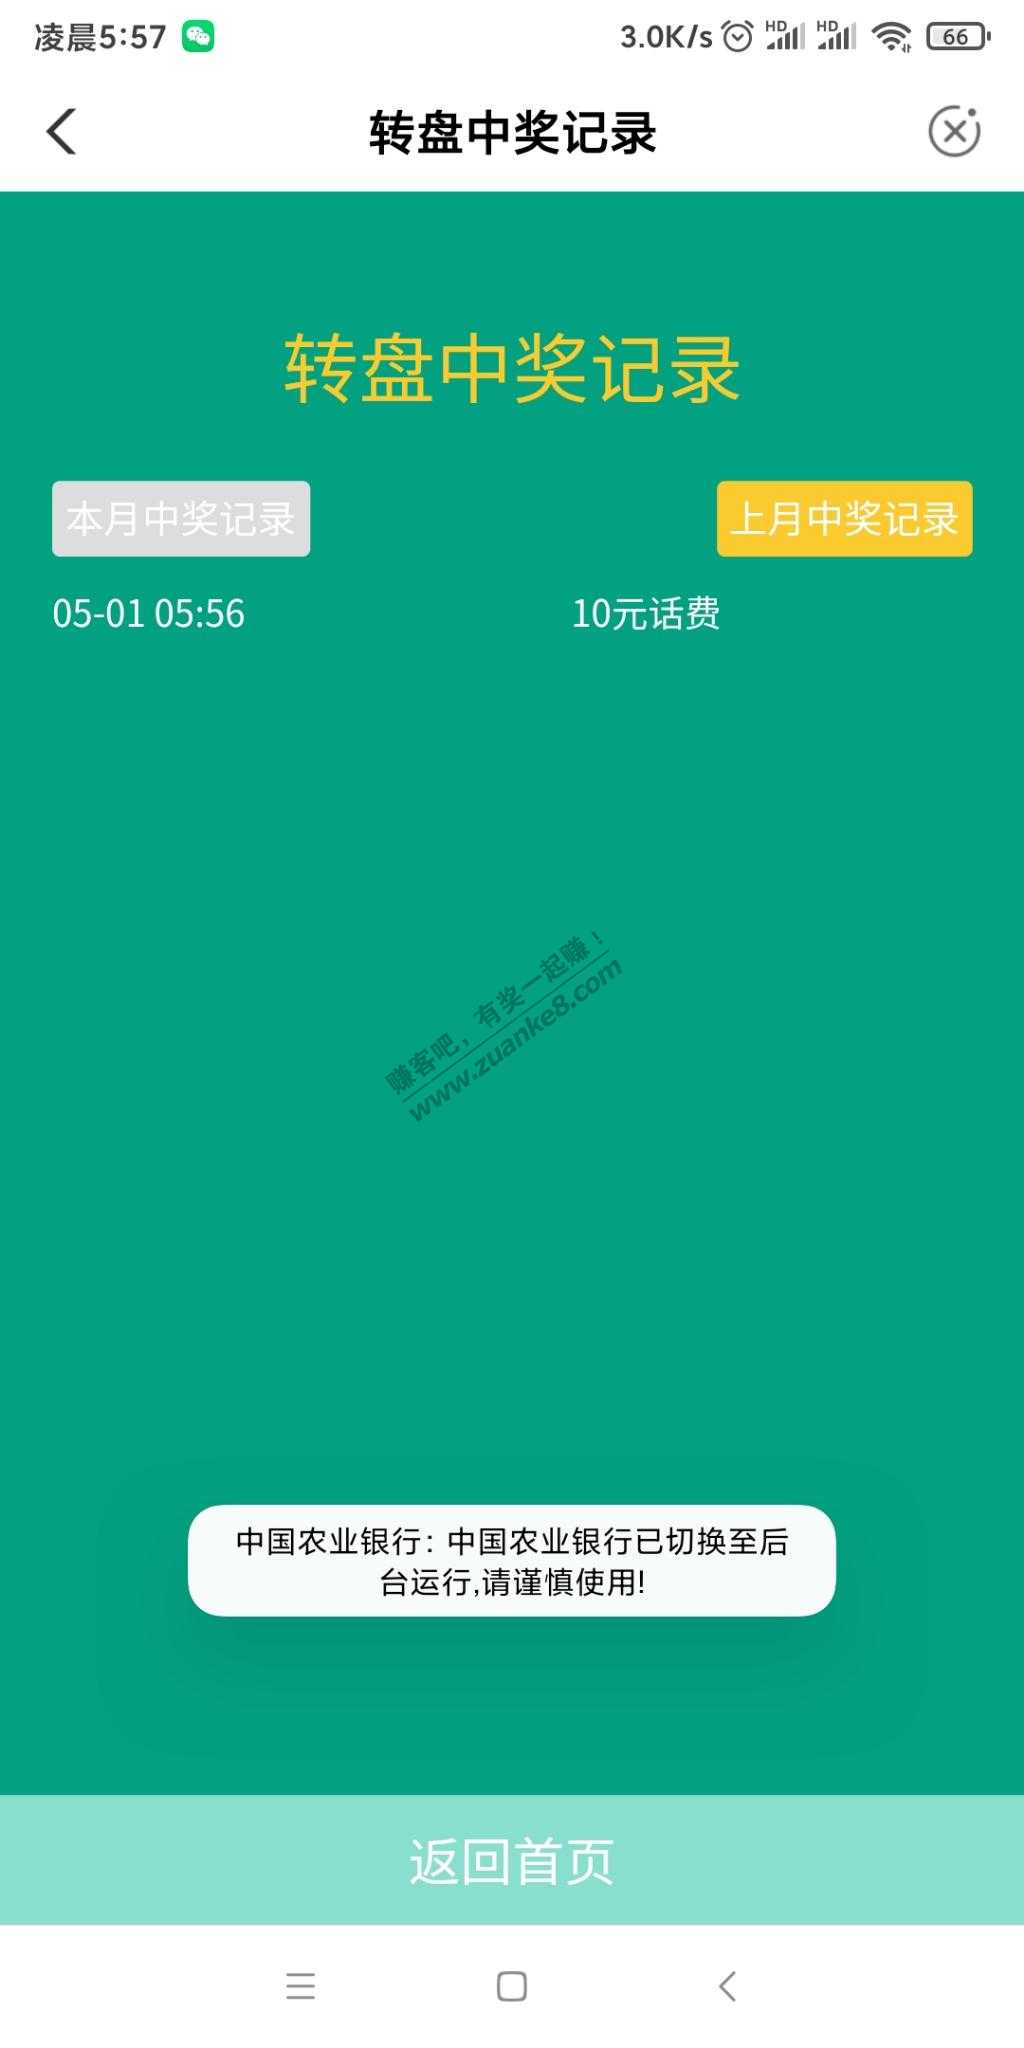 凌晨5:57
3.0K/s HD HD 66
转盘中奖记录
转盘中奖记录
本月中奖记录 上月中奖记录
05-01 05:56 10元话费
赚客吧，有奖一起赚！
www.zuanke8.com
中国农业银行：中国农业银行已切换至后
台运行,请谨慎使用!
返回首页